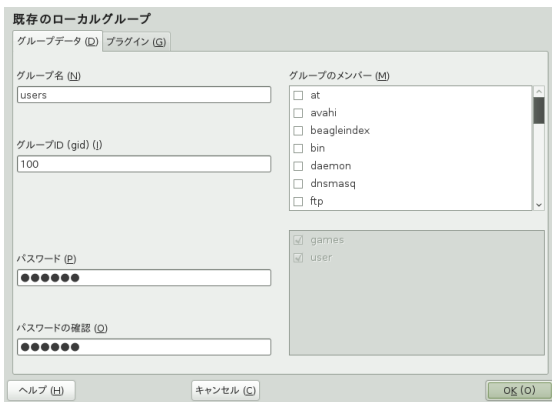 既存のローカルグループ
グループデータ (D) プラグイン (G)
グループ名 (N)
users
グループID (gid) (I)
100
パスワード (P)
●●●●●●
パスワードの確認 (O)
●●●●●●
グループのメンバー (M)
at
avahi
beagleindex
bin
daemon
dnsmasq
ftp
games
user
ヘルプ (H) キャンセル (C) OK (O)